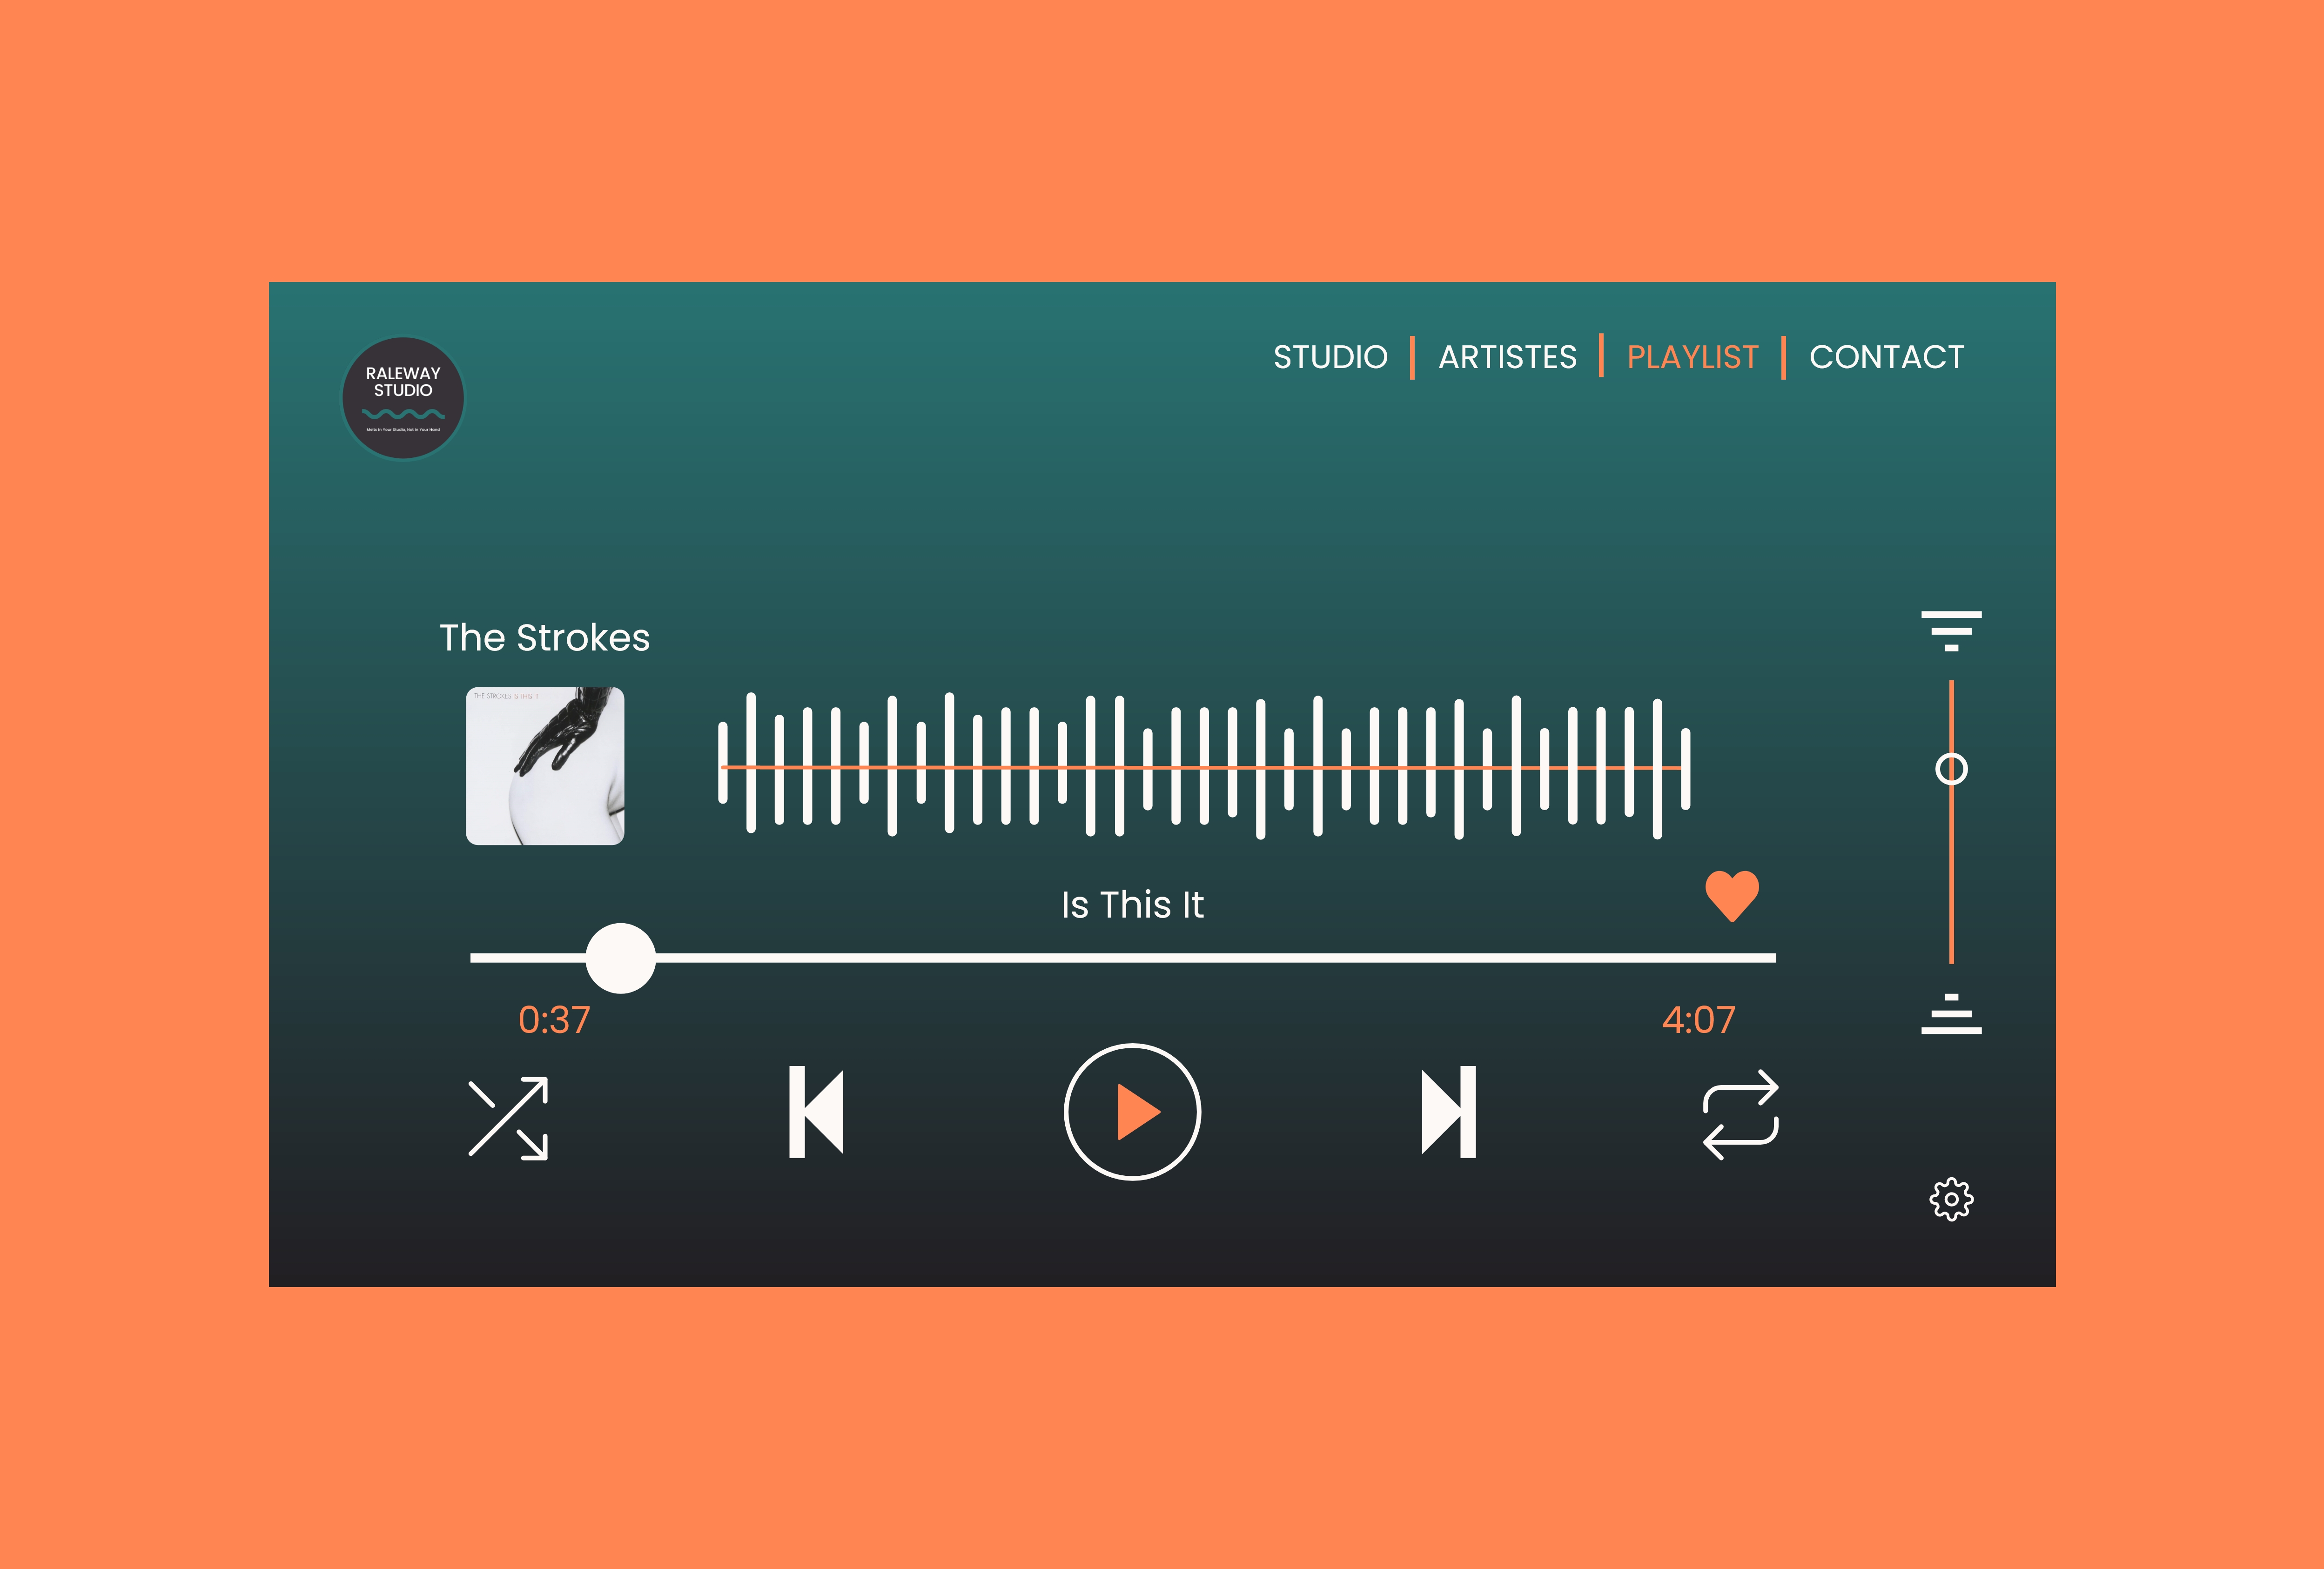 RALEWAY
STUDIO
Melts in Your Studio, Not in Your Hand
STUDIO ARTISTES PLAYLIST CONTACT
The Strokes
THE STROKES IS THIS IT
Is This It
0:37
4:07